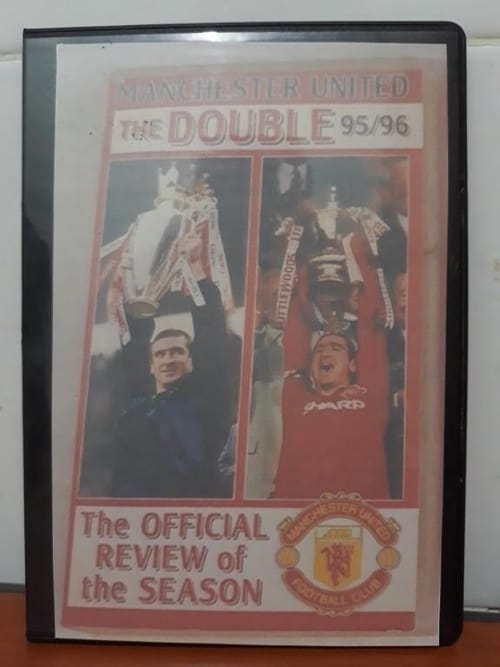 MANCHESTER UNITED
THE DOUBLE 95/96
LITTLEWOODS
SHARP
The OFFICIAL
REVIEW of
the SEASON
MANCHESTER UNITED
FOOTBALL CLUB